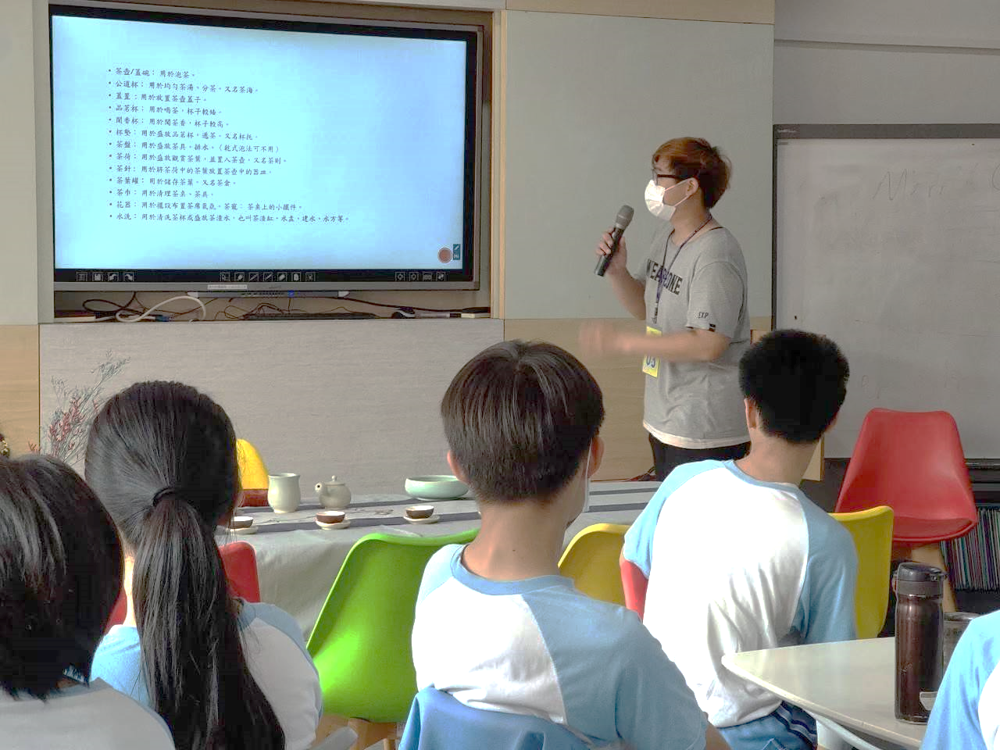 • 茶壺/蓋碗： 用於泡茶。
• 公道杯： 用於均勻茶湯、分茶。又名茶海。
• 蓋置：用於放置茶壺蓋子。
• 品茗杯： 用於喝茶，杯子較矮。
• 聞香杯： 用於聞茶香，杯子較高。
• 杯墊： 用於盛放品茗杯，遞茶。又名杯托。
• 茶盤： 用於盛放茶具、排水。（乾式泡法可不用）
• 茶荷： 用於盛放觀賞茶葉，並置入茶壺。又名茶則。
• 茶針： 用於將茶荷中的茶葉放置茶壺中的器皿。
• 茶葉罐： 用於儲存茶葉。又名茶倉。
• 茶巾： 用於清理茶桌、茶具。
• 花器： 用於擺設布置茶席氣氛。茶寵： 茶桌上的小擺件。
• 水洗： 用於清洗茶杯或盛放茶渣水，也叫茶渣缸、水盂、建水、水方等。
Hi
EXP
03